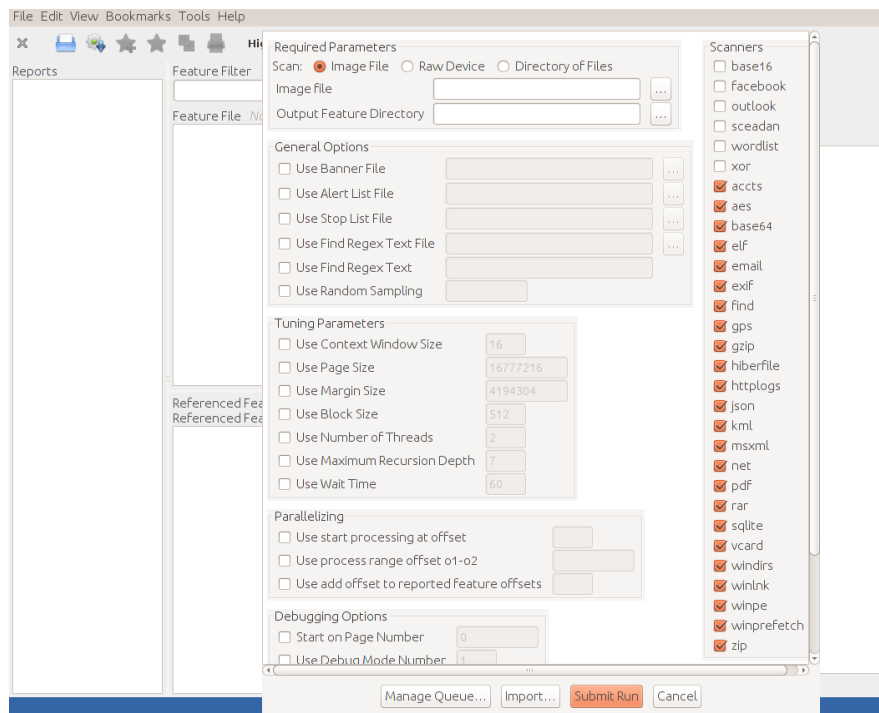 File Edit View Bookmarks Tools Help
Reports
Feature Filter
Feature File
Referenced
Referenced
Required Parameters
Scan: Image File Raw Device Directory of Files
Image file ...
Output Feature Directory ...
General Options
Use Banner File ...
Use Alert List File ...
Use Stop List File ...
Use Find Regex Text File ...
Use Find Regex Text
Use Random Sampling
Tuning Parameters
Use Context Window Size 16
Use Page Size 16777216
Use Margin Size 4194304
Use Block Size 512
Use Number of Threads 2
Use Maximum Recursion Depth 7
Use Wait Time 60
Parallelizing
Use start processing at offset
Use process range offset o1-o2
Use add offset to reported feature offsets
Debugging Options
Start on Page Number 0
Use Debug Mode Number 1
Scanners
base16
facebook
outlook
sceadan
wordlist
xor
accts
aes
base64
elf
email
exif
find
gps
gzip
hiberfile
httplogs
json
kml
msxml
net
pdf
rar
sqlite
vcard
windirs
winlnk
winpe
winprefetch
zip
Manage Queue... Import... Submit Run Cancel